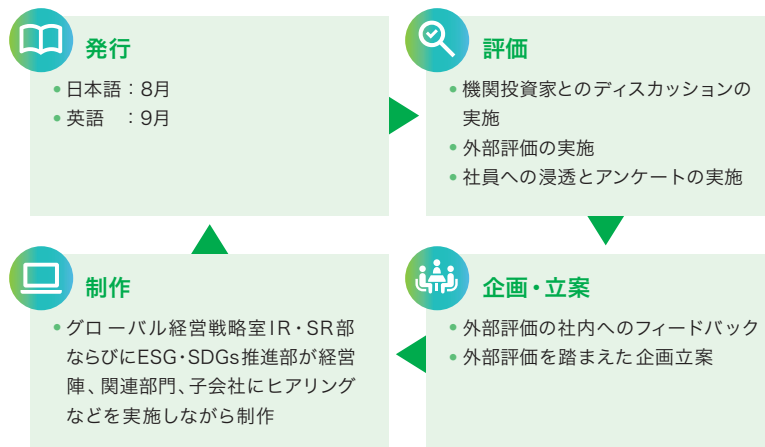 発行
•日本語：8月
•英語　：9月
評価
•機関投資家とのディスカッションの
実施
•外部評価の実施
•社員への浸透とアンケートの実施
制作
•グローバル経営戦略室IR・SR部
ならびにESG・SDGs推進部が経営
陣、関連部門、子会社にヒアリング
などを実施しながら制作
企画・立案
•外部評価の社内へのフィードバック
•外部評価を踏まえた企画立案